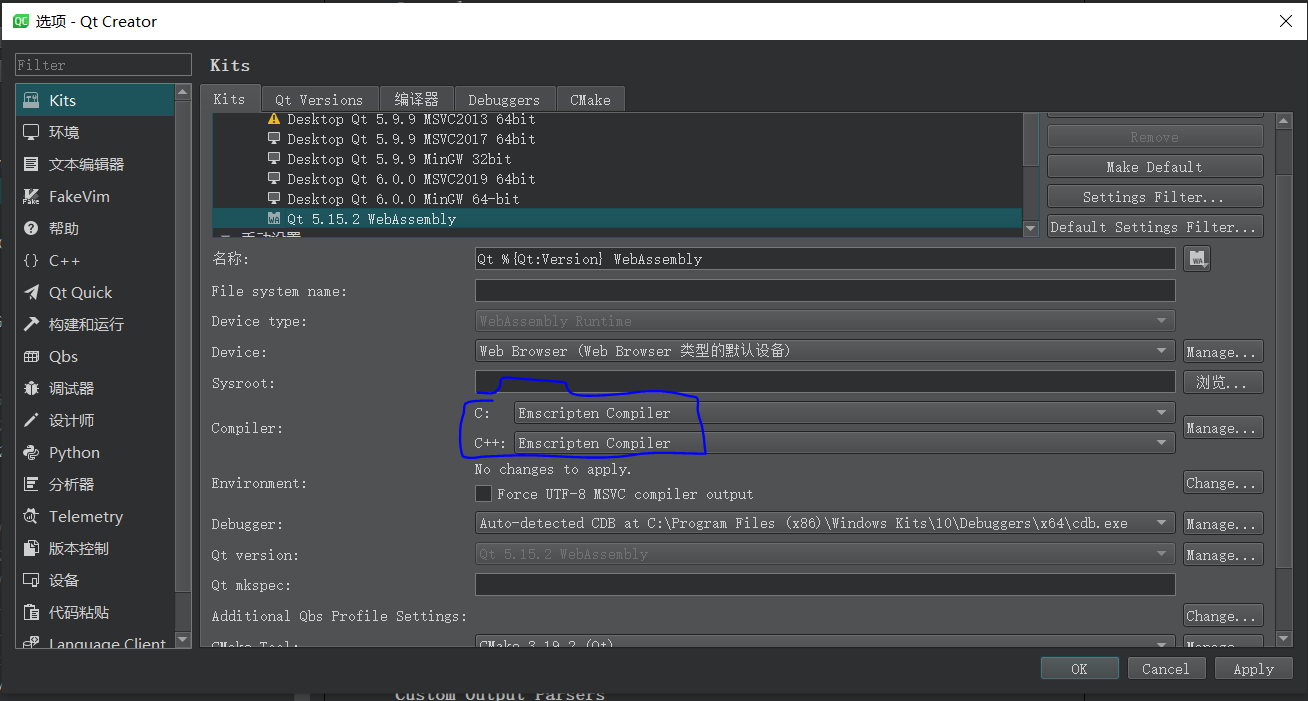 选项 - Qt Creator
Filter
Kits
环境
文本编辑器
FakeVim
帮助
C++
Qt Quick
构建和运行
Qbs
调试器
设计师
Python
分析器
Telemetry
版本控制
设备
代码粘贴
Language Client
Kits
Kits Qt Versions 编译器 Debuggers CMake
Desktop Qt 5.9.9 MSVC2013 64bit
Desktop Qt 5.9.9 MSVC2017 64bit
Desktop Qt 5.9.9 MinGW 32bit
Desktop Qt 6.0.0 MSVC2019 64bit
Desktop Qt 6.0.0 MinGW 64-bit
Qt 5.15.2 WebAssembly
手动设置
Remove
Make Default
Settings Filter...
Default Settings Filter...
名称: Qt %{Qt:Version} WebAssembly
File system name:
Device type: WebAssembly Runtime
Device: Web Browser (Web Browser 类型的默认设备) Manage...
Sysroot: 浏览...
Compiler: C: Emscripten Compiler Manage...
C++: Emscripten Compiler
Environment: No changes to apply. Change...
Force UTF-8 MSVC compiler output
Debugger: Auto-detected CDB at C:\Program Files (x86)\Windows Kits\10\Debuggers\x64\cdb.exe Manage...
Qt version: Qt 5.15.2 WebAssembly Manage...
Qt mkspec:
Additional Qbs Profile Settings: Change...
CMake Tool: CMake 3.19.2 (Qt) Manage...
OK Cancel Apply
Custom Output Parsers